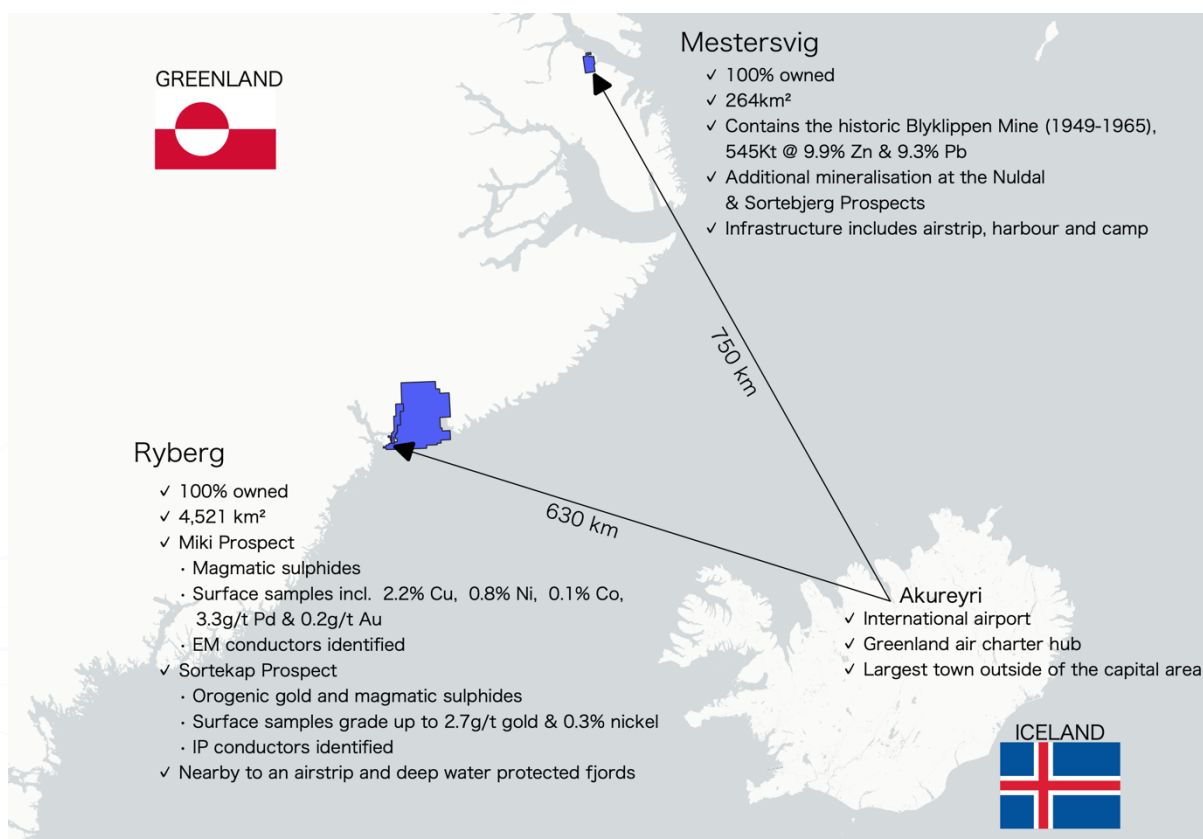 GREENLAND
Mestersvig
✓ 100% owned
✓ 264km²
✓ Contains the historic Blyklippen Mine (1949-1965),
545Kt @ 9.9% Zn & 9.3% Pb
✓ Additional mineralisation at the Nuldal
& Sortebjerg Prospects
✓ Infrastructure includes airstrip, harbour and camp
750 km
630 km
Ryberg
✓ 100% owned
✓ 4,521 km²
✓ Miki Prospect
· Magmatic sulphides
· Surface samples incl. 2.2% Cu, 0.8% Ni, 0.1% Co,
3.3g/t Pd & 0.2g/t Au
· EM conductors identified
✓ Sortekap Prospect
· Orogenic gold and magmatic sulphides
· Surface samples grade up to 2.7g/t gold & 0.3% nickel
· IP conductors identified
✓ Nearby to an airstrip and deep water protected fjords
Akureyri
✓ International airport
✓ Greenland air charter hub
✓ Largest town outside of the capital area
ICELAND